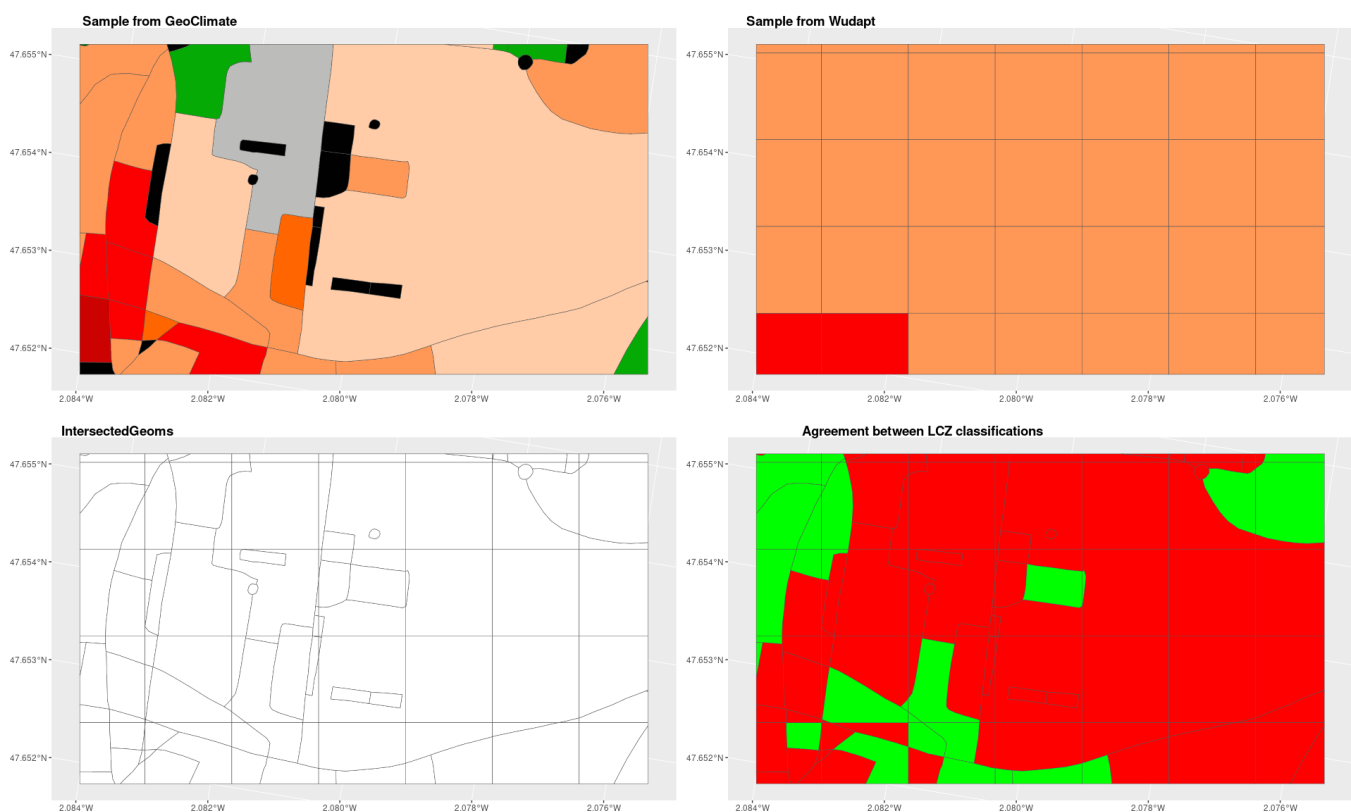 Sample from GeoClimate
47.655°N
47.654°N
47.653°N
47.652°N
2.084°W 2.082°W 2.080°W 2.078°W 2.076°W
Sample from Wudapt
47.655°N
47.654°N
47.653°N
47.652°N
2.084°W 2.082°W 2.080°W 2.078°W 2.076°W
IntersectedGeoms
47.655°N
47.654°N
47.653°N
47.652°N
2.084°W 2.082°W 2.080°W 2.078°W 2.076°W
Agreement between LCZ classifications
47.655°N
47.654°N
47.653°N
47.652°N
2.084°W 2.082°W 2.080°W 2.078°W 2.076°W